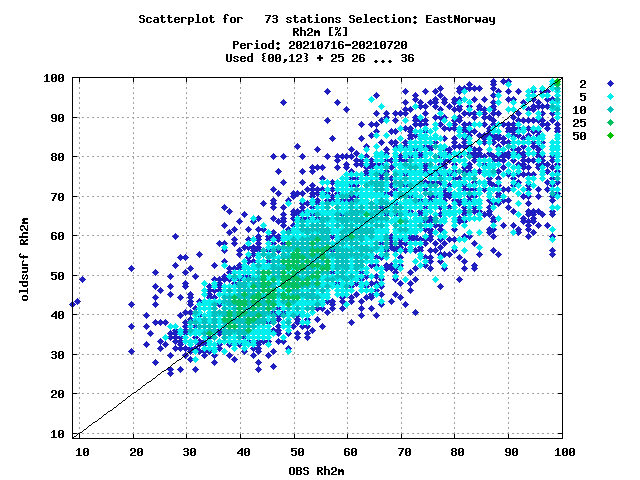 Scatterplot for   73 stations Selection: EastNorway
Rh2m [%]
Period: 20210716-20210720
Used {00,12} + 25 26 ... 36
100
90
80
70
60
50
40
30
20
10
oldsurf Rh2m
2
5
10
25
50
10 20 30 40 50 60 70 80 90 100
OBS Rh2m